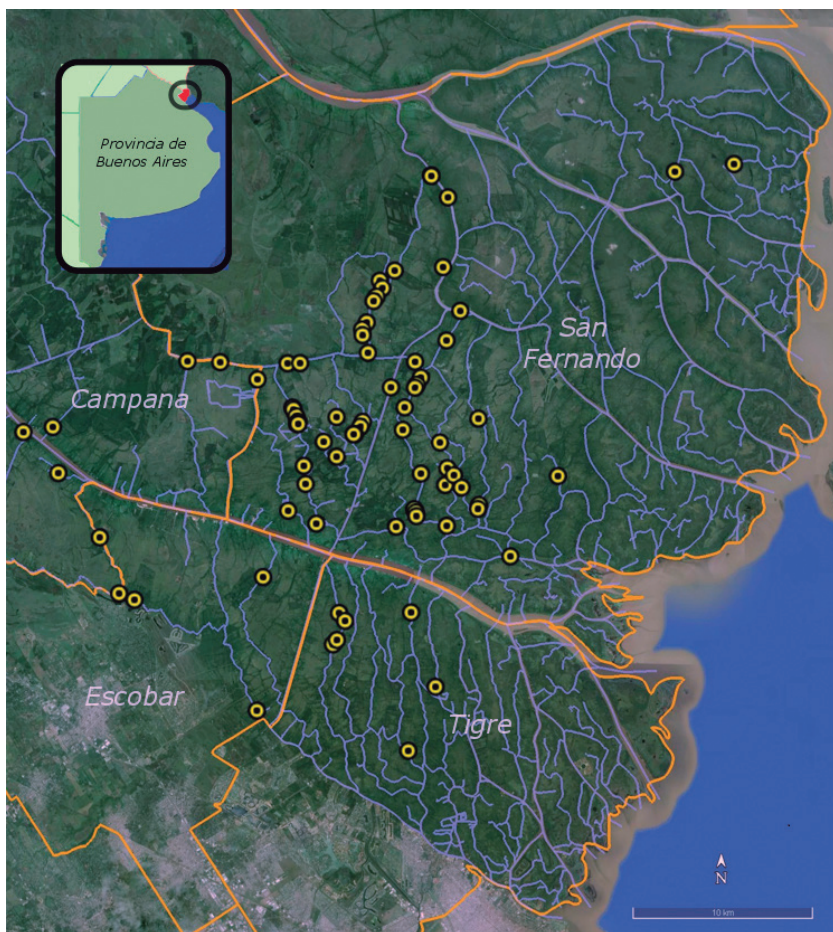 Provincia de
Buenos Aires
San
Fernando
Campana
Escobar
Tigre
N
10 km